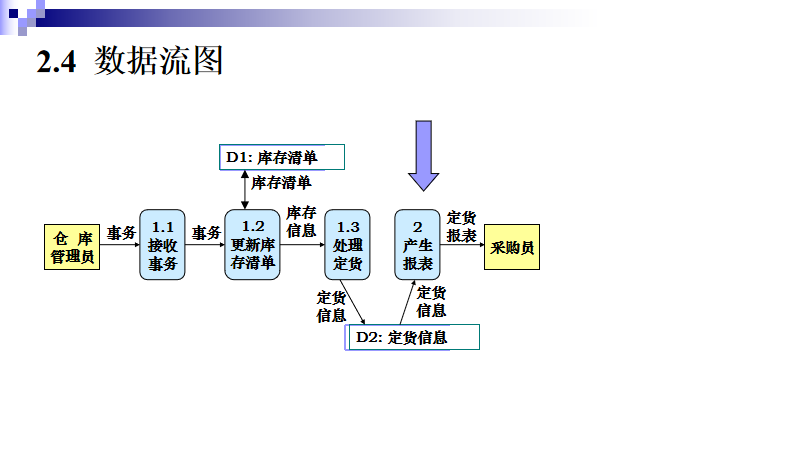 2.4 数据流图
D1: 库存清单
库存清单
仓 库
管理员
事务
1.1
接收
事务
事务
1.2
更新库
存清单
库存
信息
1.3
处理
定货
2
产生
报表
定货
报表
采购员
定货
信息
定货
信息
D2: 定货信息